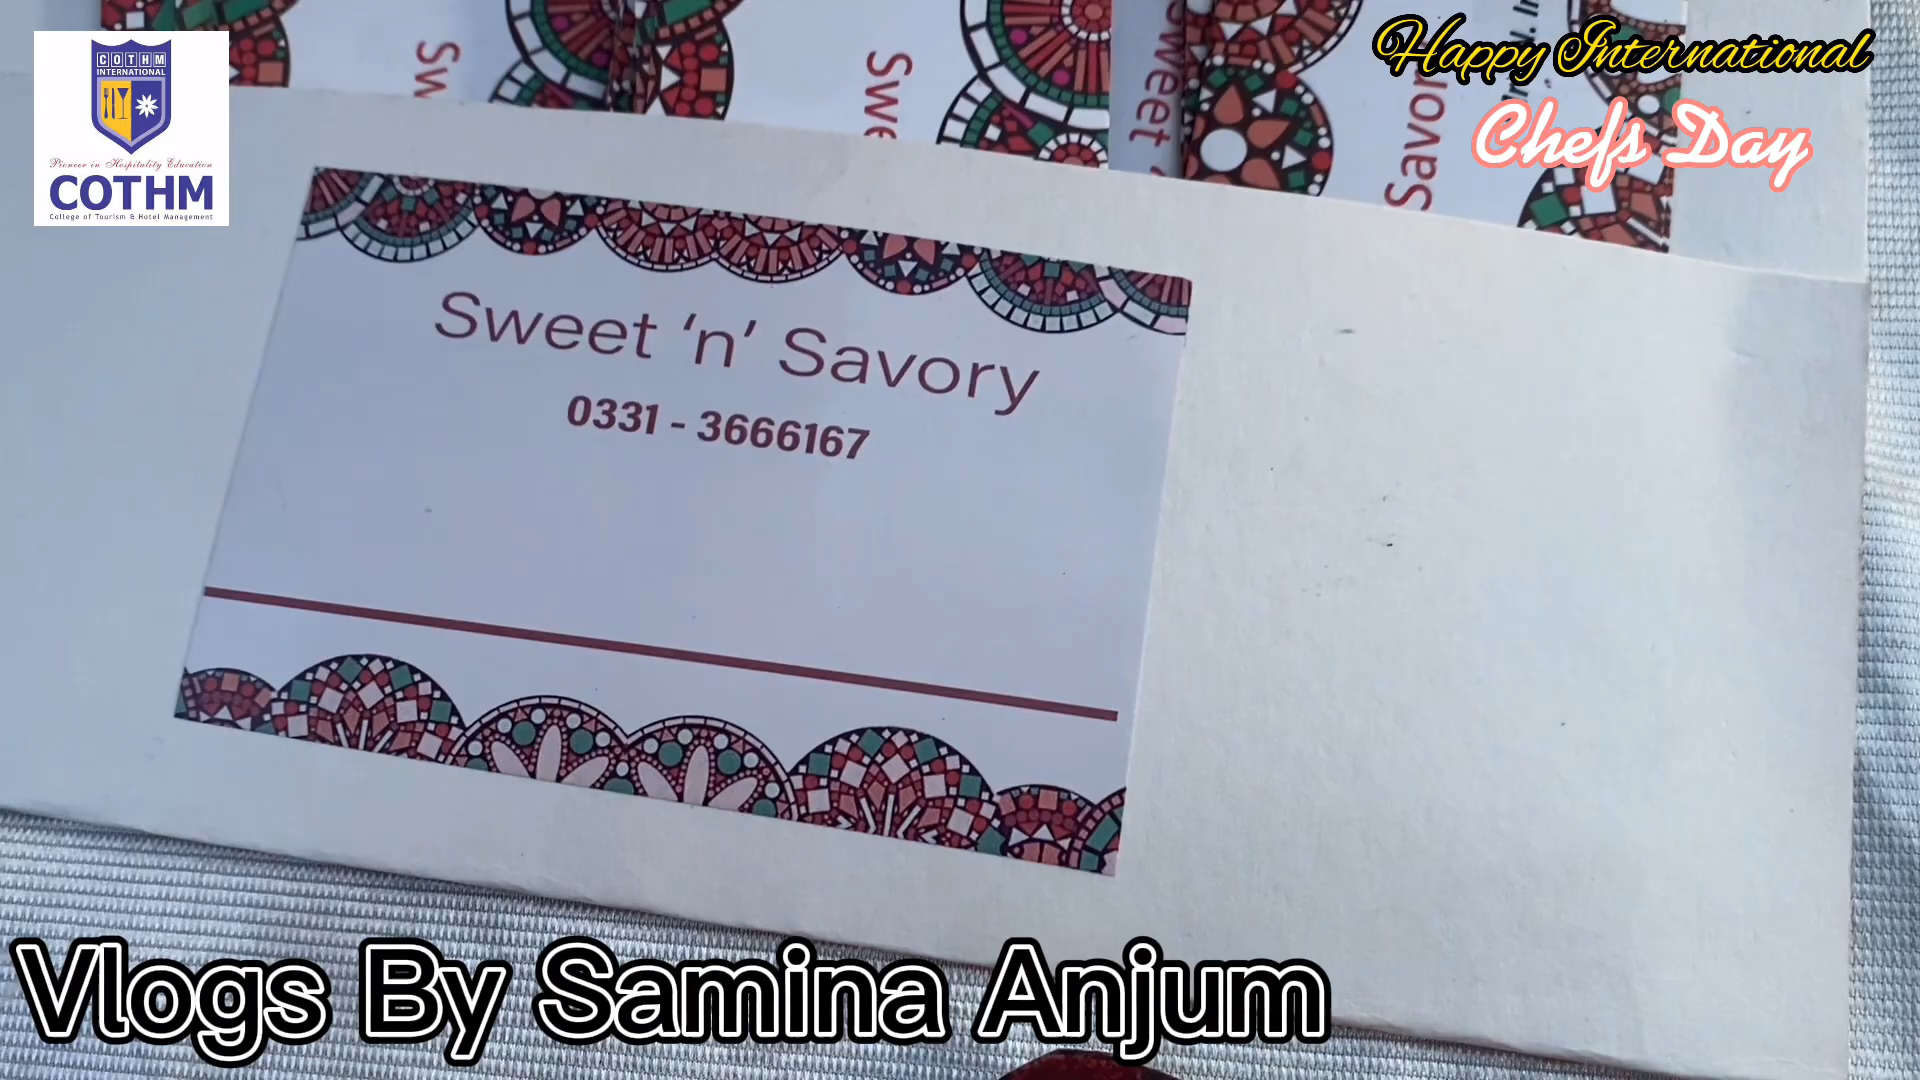 COTHM
INTERNATIONAL
Pioneer in Hospitality Education
COTHM
College of Tourism & Hotel Management
Happy International
Chefs Day
Savory
Sweet 'n' Savory
0331 - 3666167
Vlogs By Samina Anjum